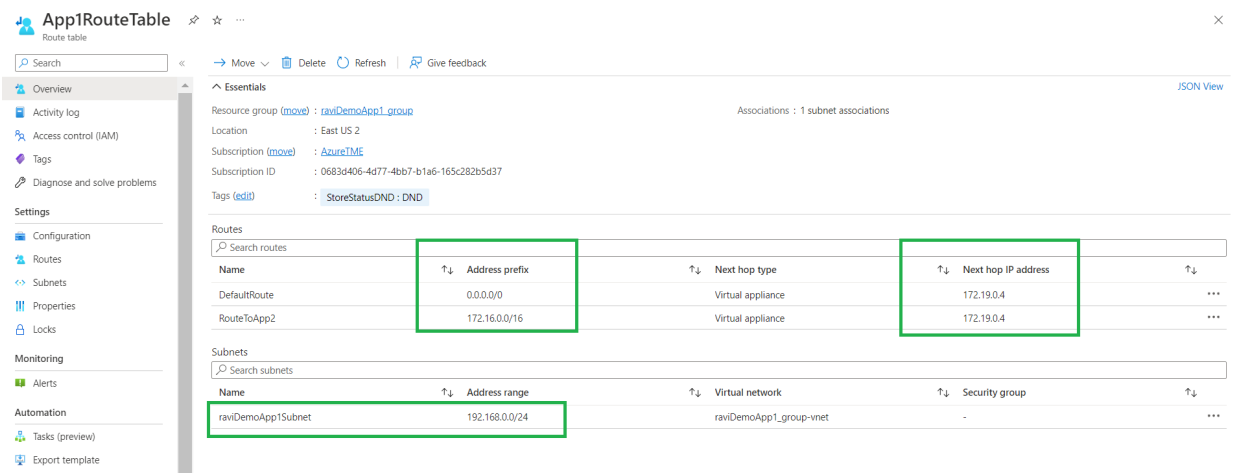 App1RouteTable
Route table
Search
Overview
Activity log
Access control (IAM)
Tags
Diagnose and solve problems
Settings
Configuration
Routes
Subnets
Properties
Locks
Monitoring
Alerts
Automation
Tasks (preview)
Export template
Move Delete Refresh Give feedback
Essentials JSON View
Resource group (move) : raviDemoApp1_group Associations : 1 subnet associations
Location : East US 2
Subscription (move) : AzureTME
Subscription ID : 0683d406-4d77-4bb7-b1a6-165c282b5d37
Tags (edit) : StoreStatusDND : DND
Routes
Search routes
Name Address prefix Next hop type Next hop IP address
DefaultRoute 0.0.0.0/0 Virtual appliance 172.19.0.4
RouteToApp2 172.16.0.0/16 Virtual appliance 172.19.0.4
Subnets
Search subnets
Name Address range Virtual network Security group
raviDemoApp1Subnet 192.168.0.0/24 raviDemoApp1_group-vnet -